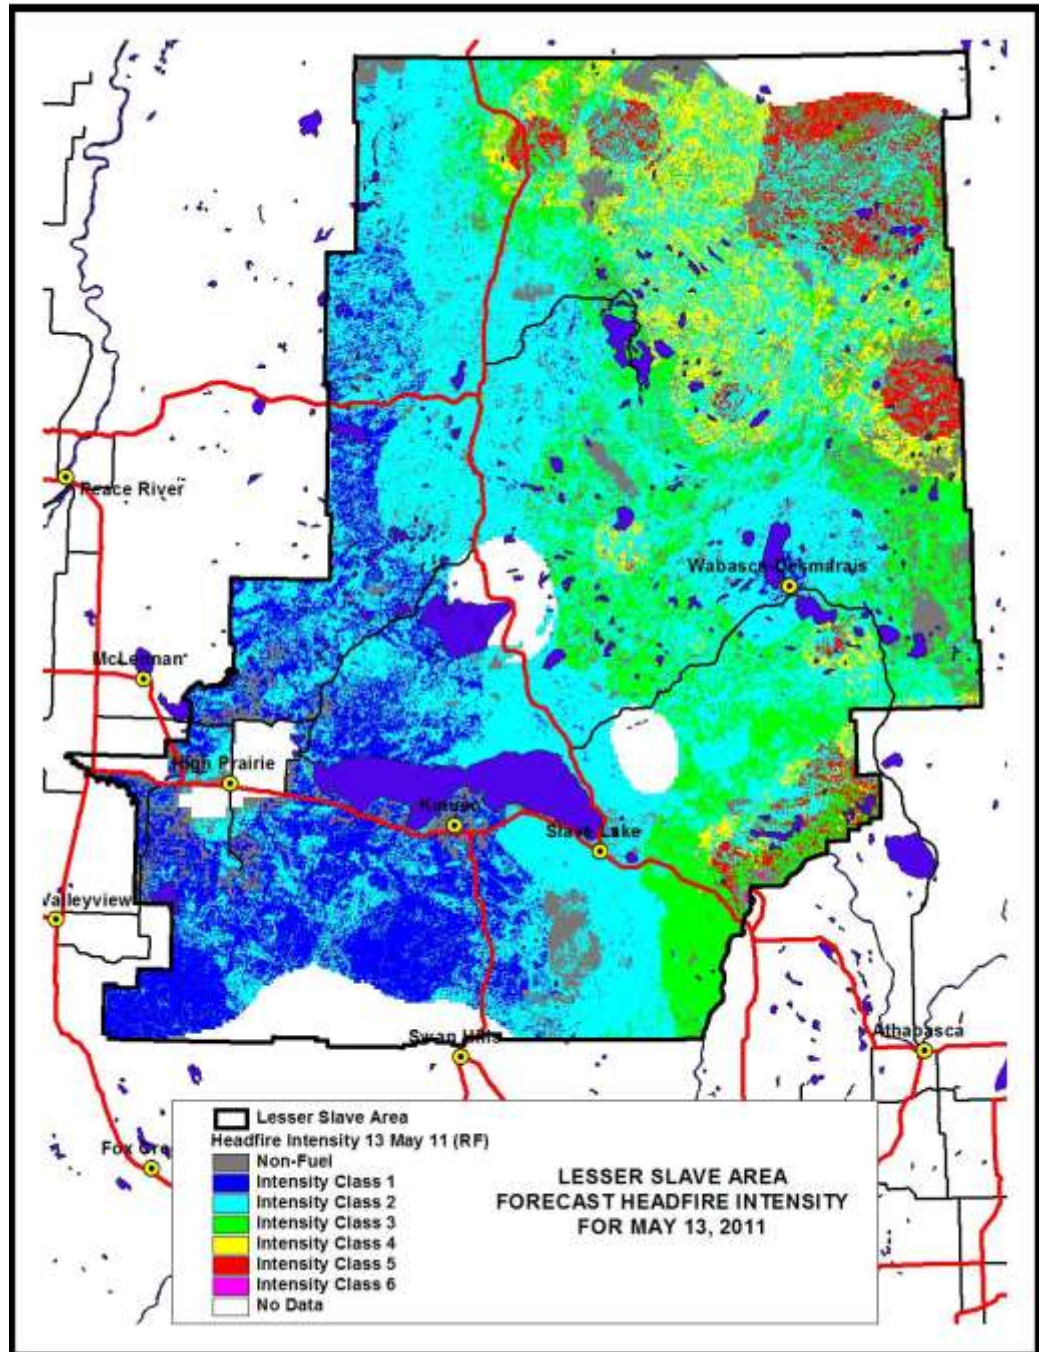 Peace River
Wabasca-Desmarais
McLennan
High Prairie
Kinuso
Slave Lake
Valleyview
Swan Hills
Athabasca
Fox Cre
Lesser Slave Area
Headfire Intensity 13 May 11 (RF)
Non-Fuel
Intensity Class 1
Intensity Class 2
Intensity Class 3
Intensity Class 4
Intensity Class 5
Intensity Class 6
No Data
LESSER SLAVE AREA
FORECAST HEADFIRE INTENSITY
FOR MAY 13, 2011